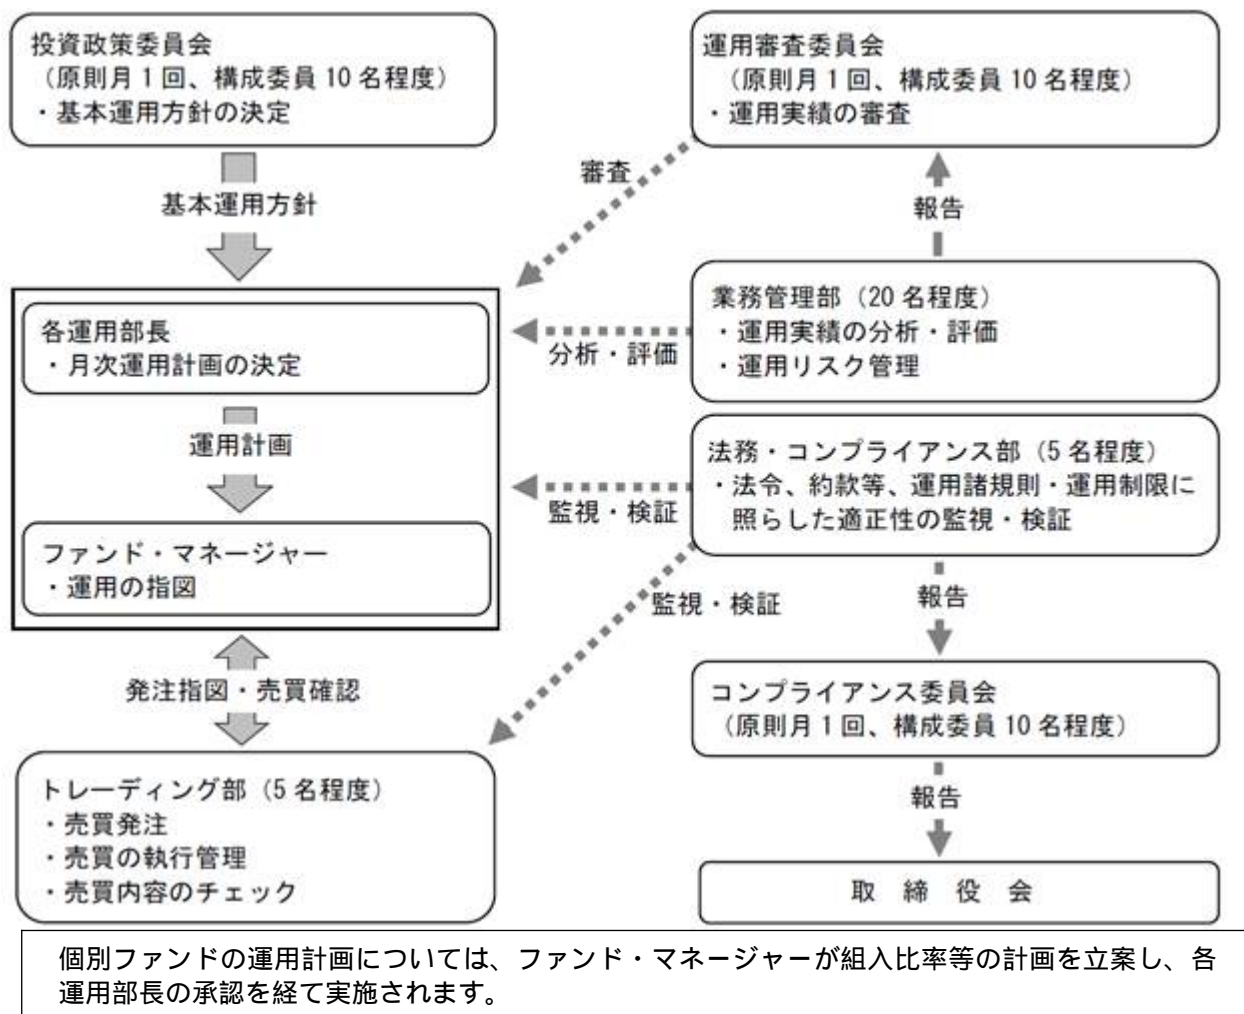 投資政策委員会
（原則月1回、構成委員10名程度）
・基本運用方針の決定
基本運用方針
各運用部長
・月次運用計画の決定
運用計画
ファンド・マネージャー
・運用の指図
発注指図・売買確認
トレーディング部（5名程度）
・売買発注
・売買の執行管理
・売買内容のチェック
運用審査委員会
（原則月1回、構成委員10名程度）
・運用実績の審査
審査
報告
業務管理部（20名程度）
・運用実績の分析・評価
・運用リスク管理
分析・評価
法務・コンプライアンス部（5名程度）
・法令、約款等、運用諸規則・運用制限に
照らした適正性の監視・検証
監視・検証
監視・検証
報告
コンプライアンス委員会
（原則月1回、構成委員10名程度）
報告
取締役会
個別ファンドの運用計画については、ファンド・マネージャーが組入比率等の計画を立案し、各
運用部長の承認を経て実施されます。